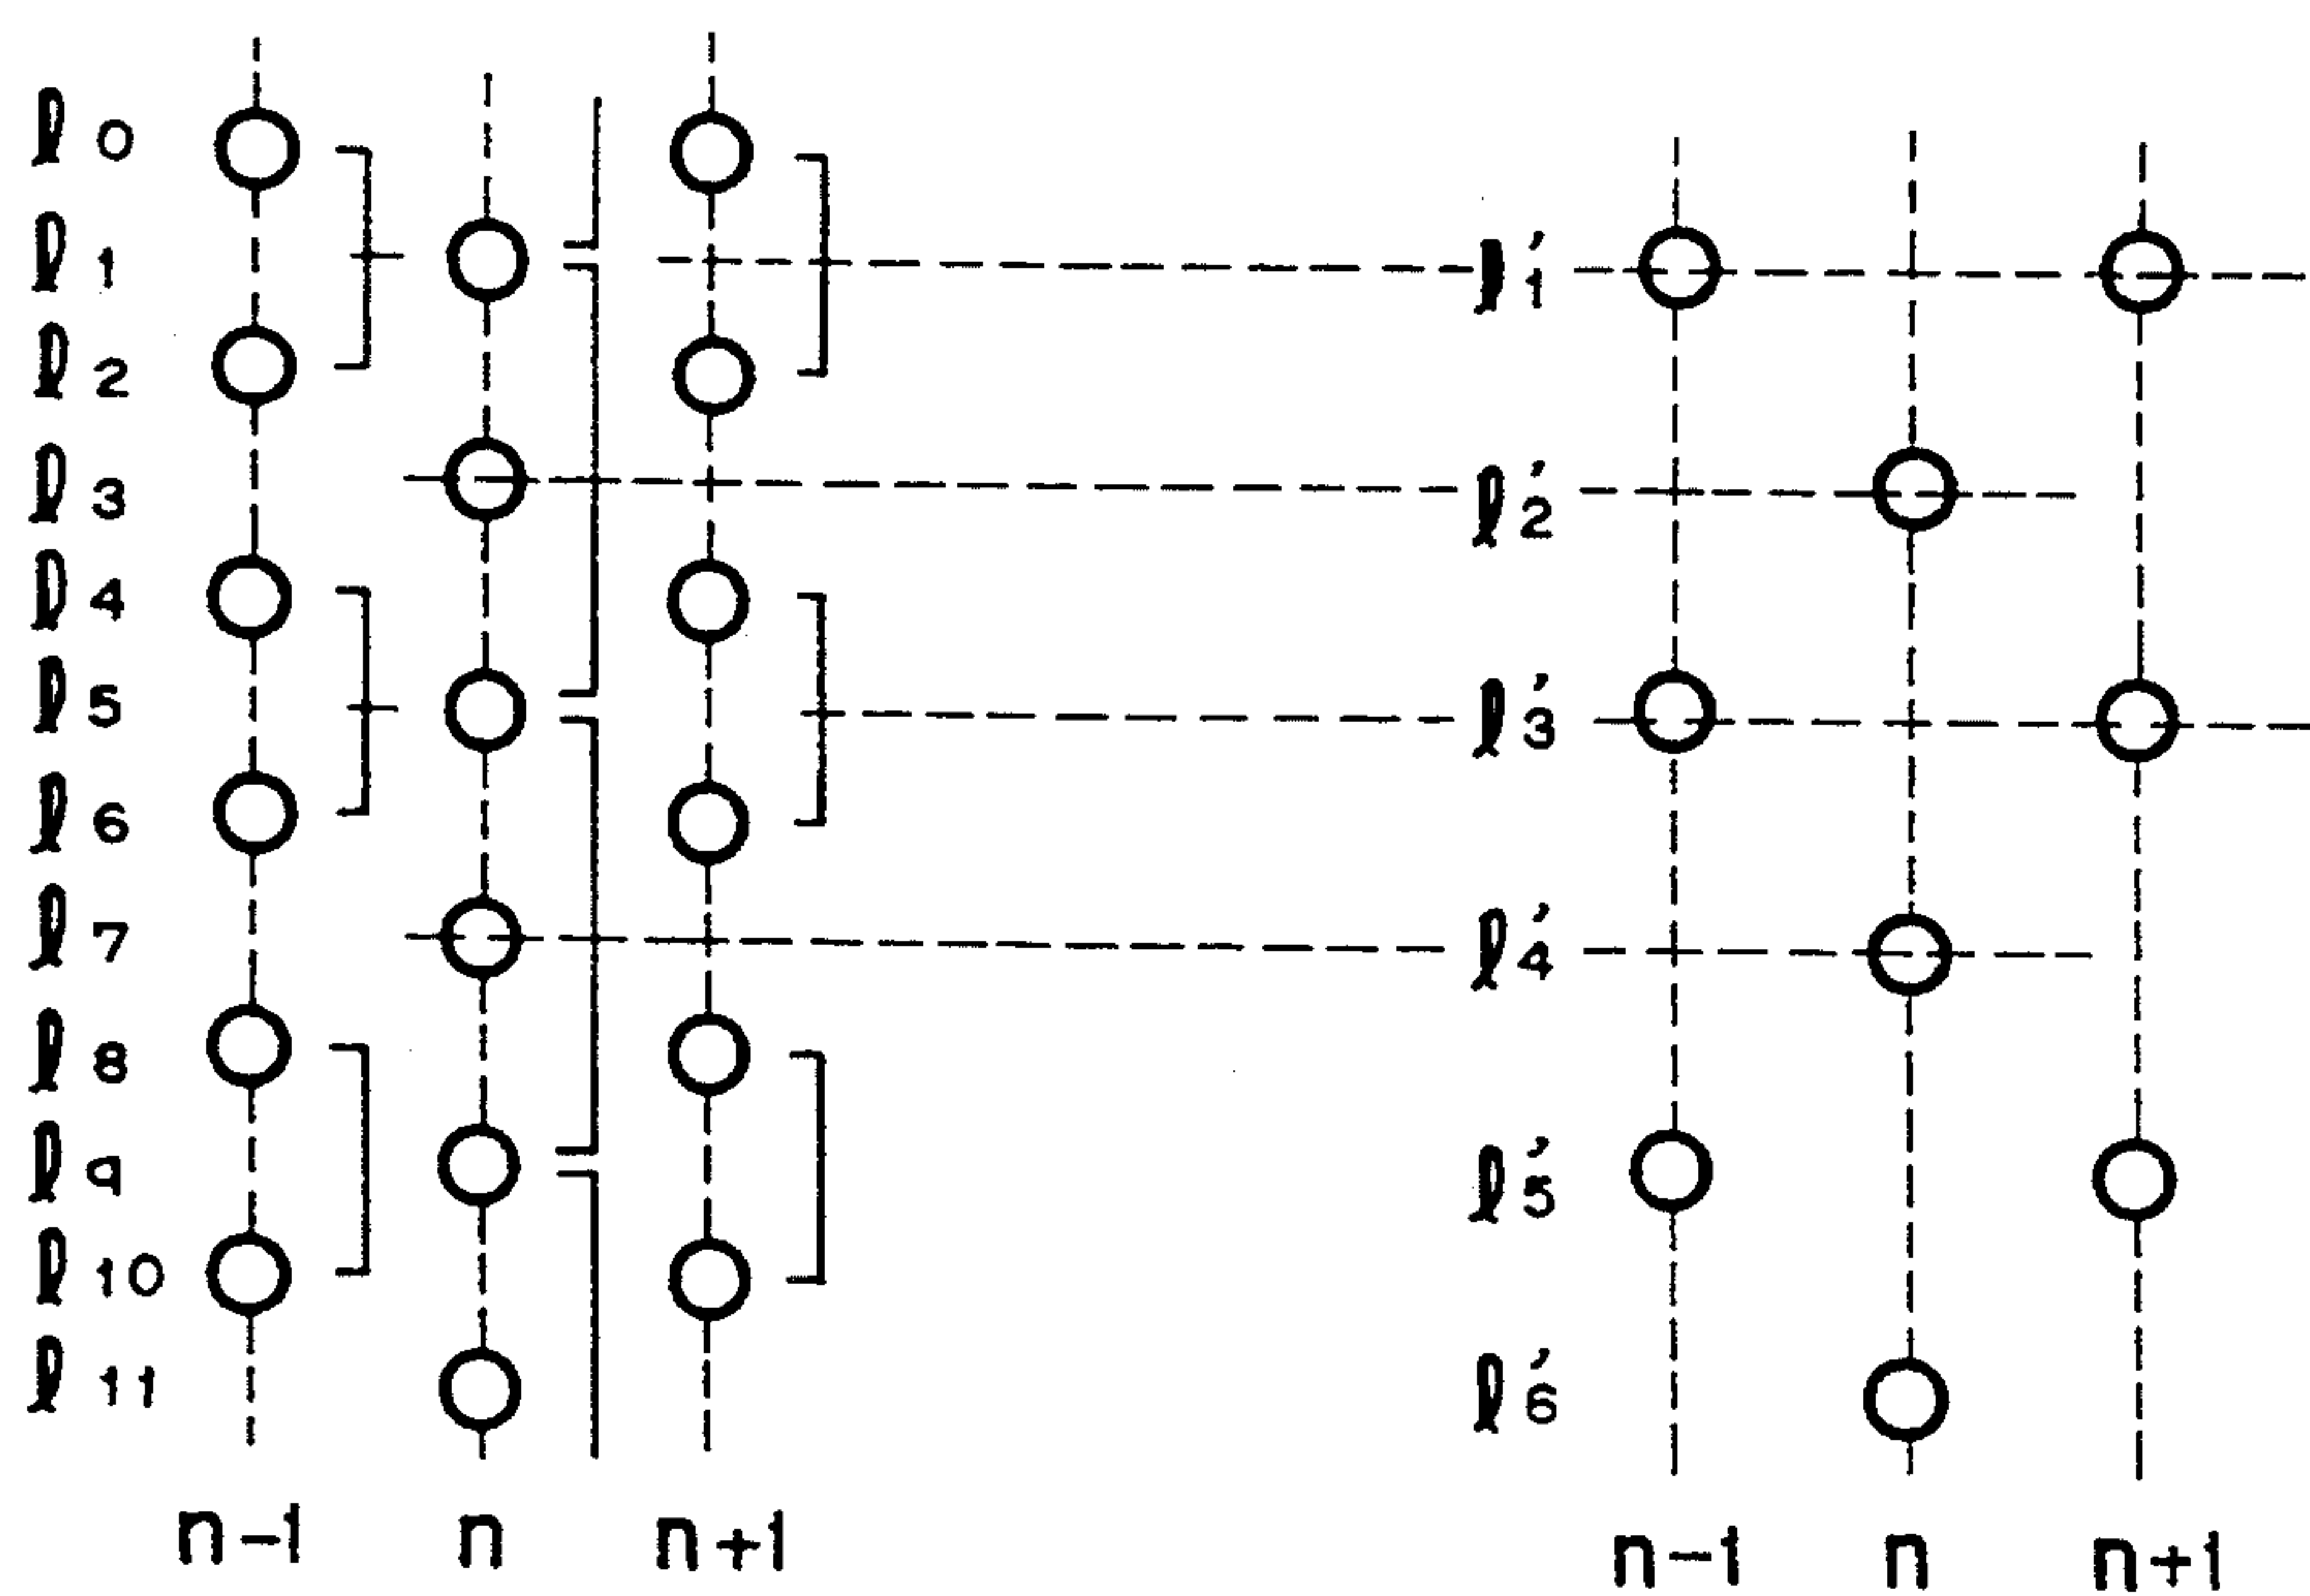 ℓ0
ℓ1
ℓ'1
ℓ2
ℓ3
ℓ'2
ℓ4
ℓ5
ℓ'3
ℓ6
ℓ7
ℓ'4
ℓ8
ℓ9
ℓ'5
ℓ10
ℓ11
ℓ'6
n-1 n n+1 n-1 n n+1